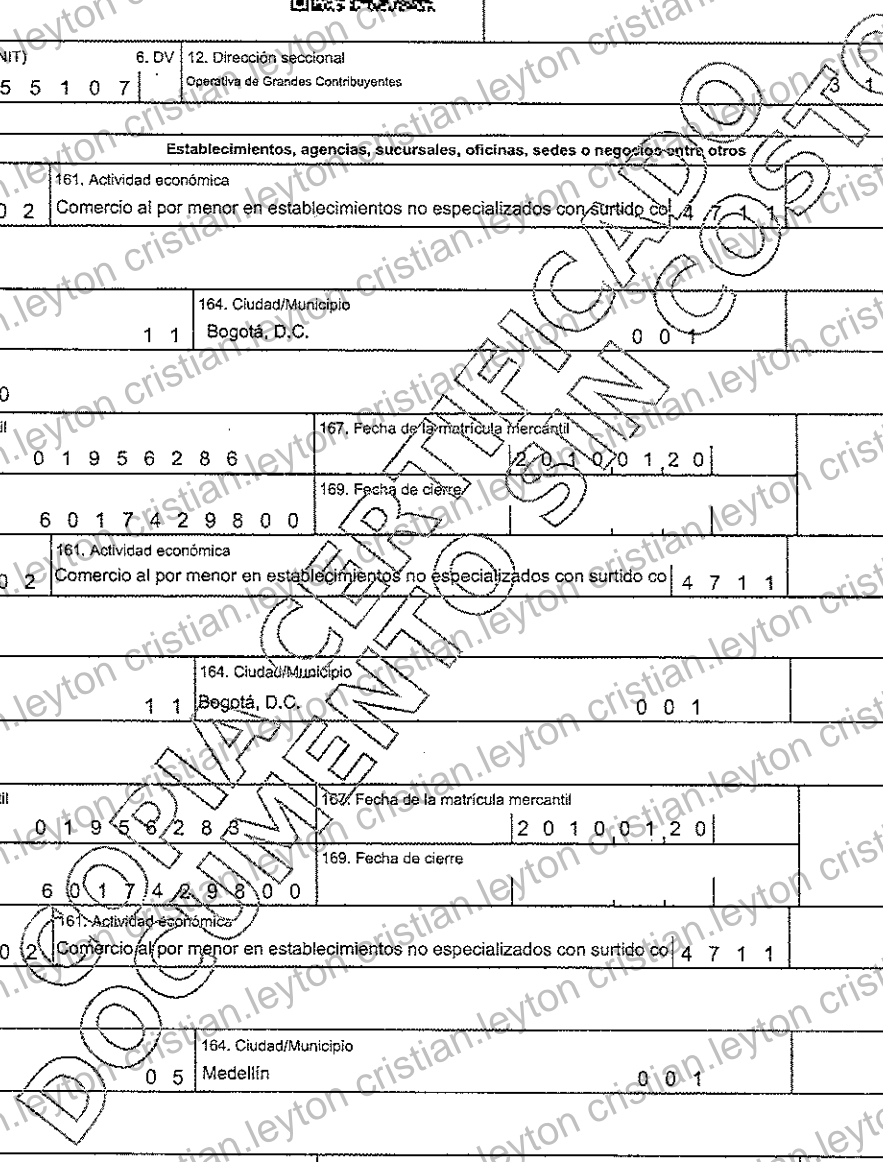 NIT) 6. DV 12. Dirección seccional
5 5 1 0 7 Operativa de Grandes Contribuyentes 3 1
Establecimientos, agencias, sucursales, oficinas, sedes o negocios entre otros
161. Actividad económica
0 2 Comercio al por menor en establecimientos no especializados con surtido co 4 7 1 1
164. Ciudad/Municipio
1 1 Bogotá, D.C. 0 0 1
0
il 167. Fecha de la matrícula mercantil
0 1 9 5 6 2 8 6 2 0 1 0 0 1 2 0
169. Fecha de cierre
6 0 1 7 4 2 9 8 0 0
161. Actividad económica
0 2 Comercio al por menor en establecimientos no especializados con surtido co 4 7 1 1
164. Ciudad/Municipio
1 1 Bogotá, D.C. 0 0 1
il 167. Fecha de la matrícula mercantil
0 1 9 5 6 2 8 3 2 0 1 0 0 1 2 0
169. Fecha de cierre
6 0 1 7 4 2 9 8 0 0
161. Actividad económica
0 2 Comercio al por menor en establecimientos no especializados con surtido co 4 7 1 1
164. Ciudad/Municipio
0 5 Medellín 0 0 1
COPIA CERTIFICADO
DOCUMENTO SIN COSTO
cristian.leyton cristian.leyton cristian.leyton